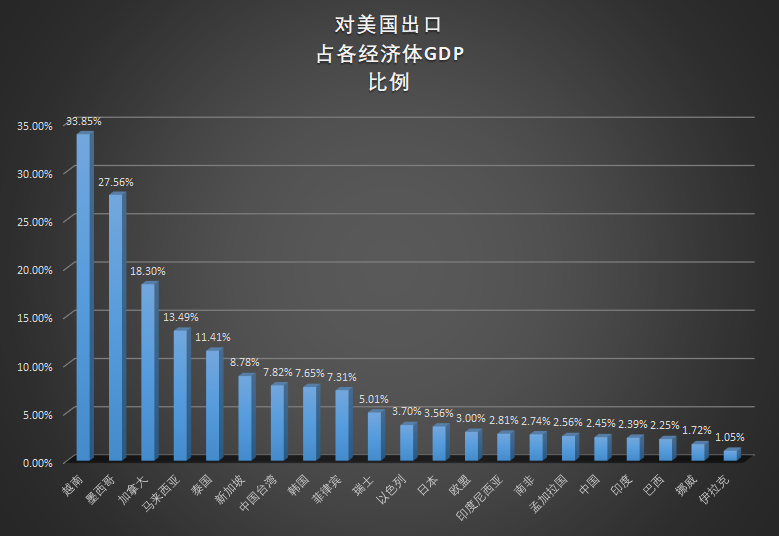 对美国出口
占各经济体GDP
比例
35.00%
30.00%
25.00%
20.00%
15.00%
10.00%
5.00%
0.00%
33.85%
27.56%
18.30%
13.49%
11.41%
8.78%
7.82%
7.65%
7.31%
5.01%
3.70%
3.56%
3.00%
2.81%
2.74%
2.56%
2.45%
2.39%
2.25%
1.72%
1.05%
越南
墨西哥
加拿大
马来西亚
泰国
新加坡
中国台湾
韩国
菲律宾
瑞士
以色列
日本
欧盟
印度尼西亚
南非
孟加拉国
中国
印度
巴西
挪威
伊拉克